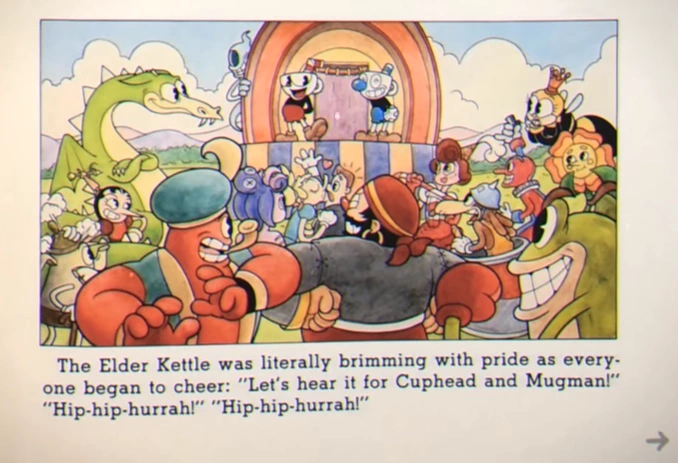 The Elder Kettle was literally brimming with pride as every-
one began to cheer: “Let’s hear it for Cuphead and Mugman!”
“Hip-hip-hurrah!” “Hip-hip-hurrah!”